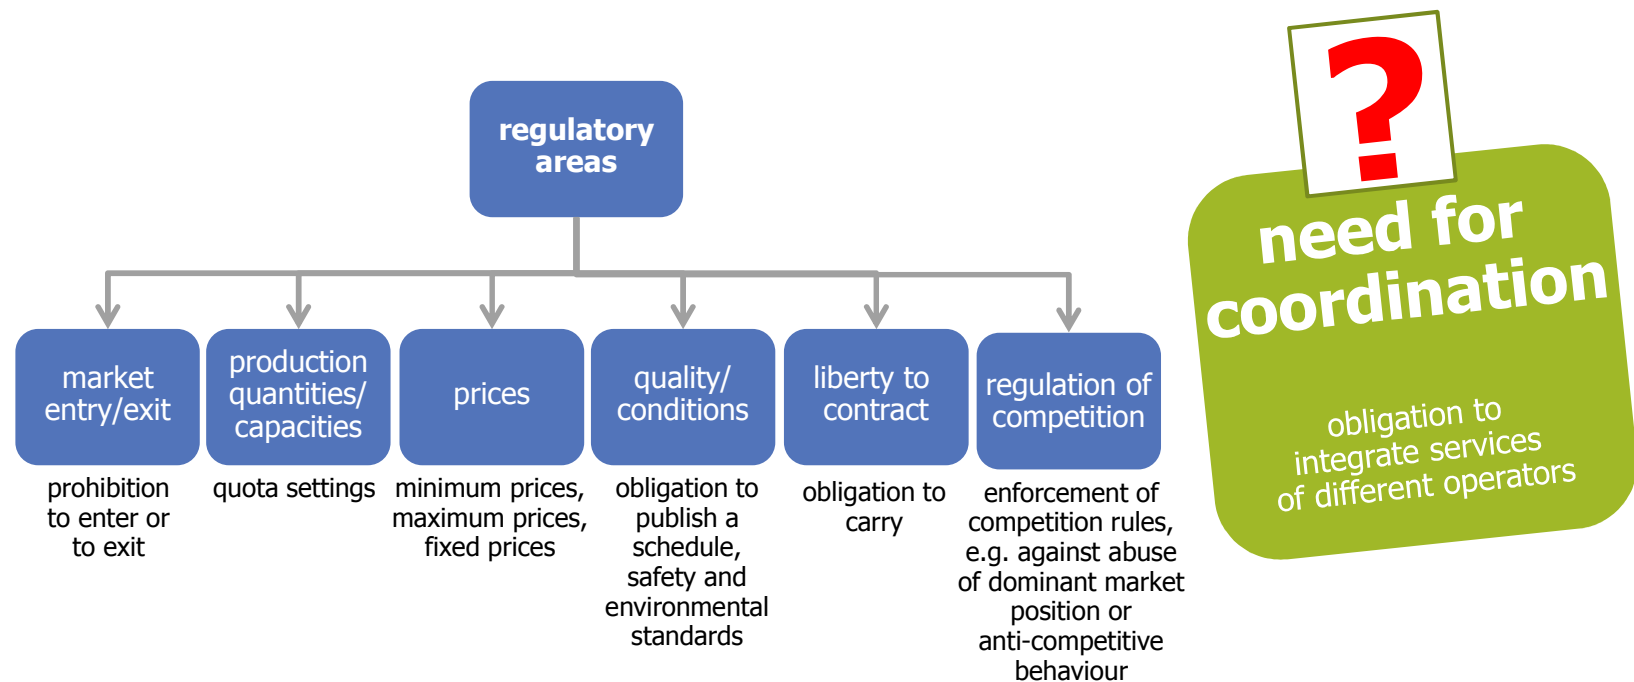 regulatory
areas
market
entry/exit
production
quantities/
capacities
prices
quality/
conditions
liberty to
contract
regulation of
competition
prohibition
to enter or
to exit
quota settings
minimum prices,
maximum prices,
fixed prices
obligation to
publish a
schedule,
safety and
environmental
standards
obligation to
carry
enforcement of
competition rules,
e.g. against abuse
of dominant market
position or
anti-competitive
behaviour
?
need for
coordination
obligation to
integrate services
of different operators